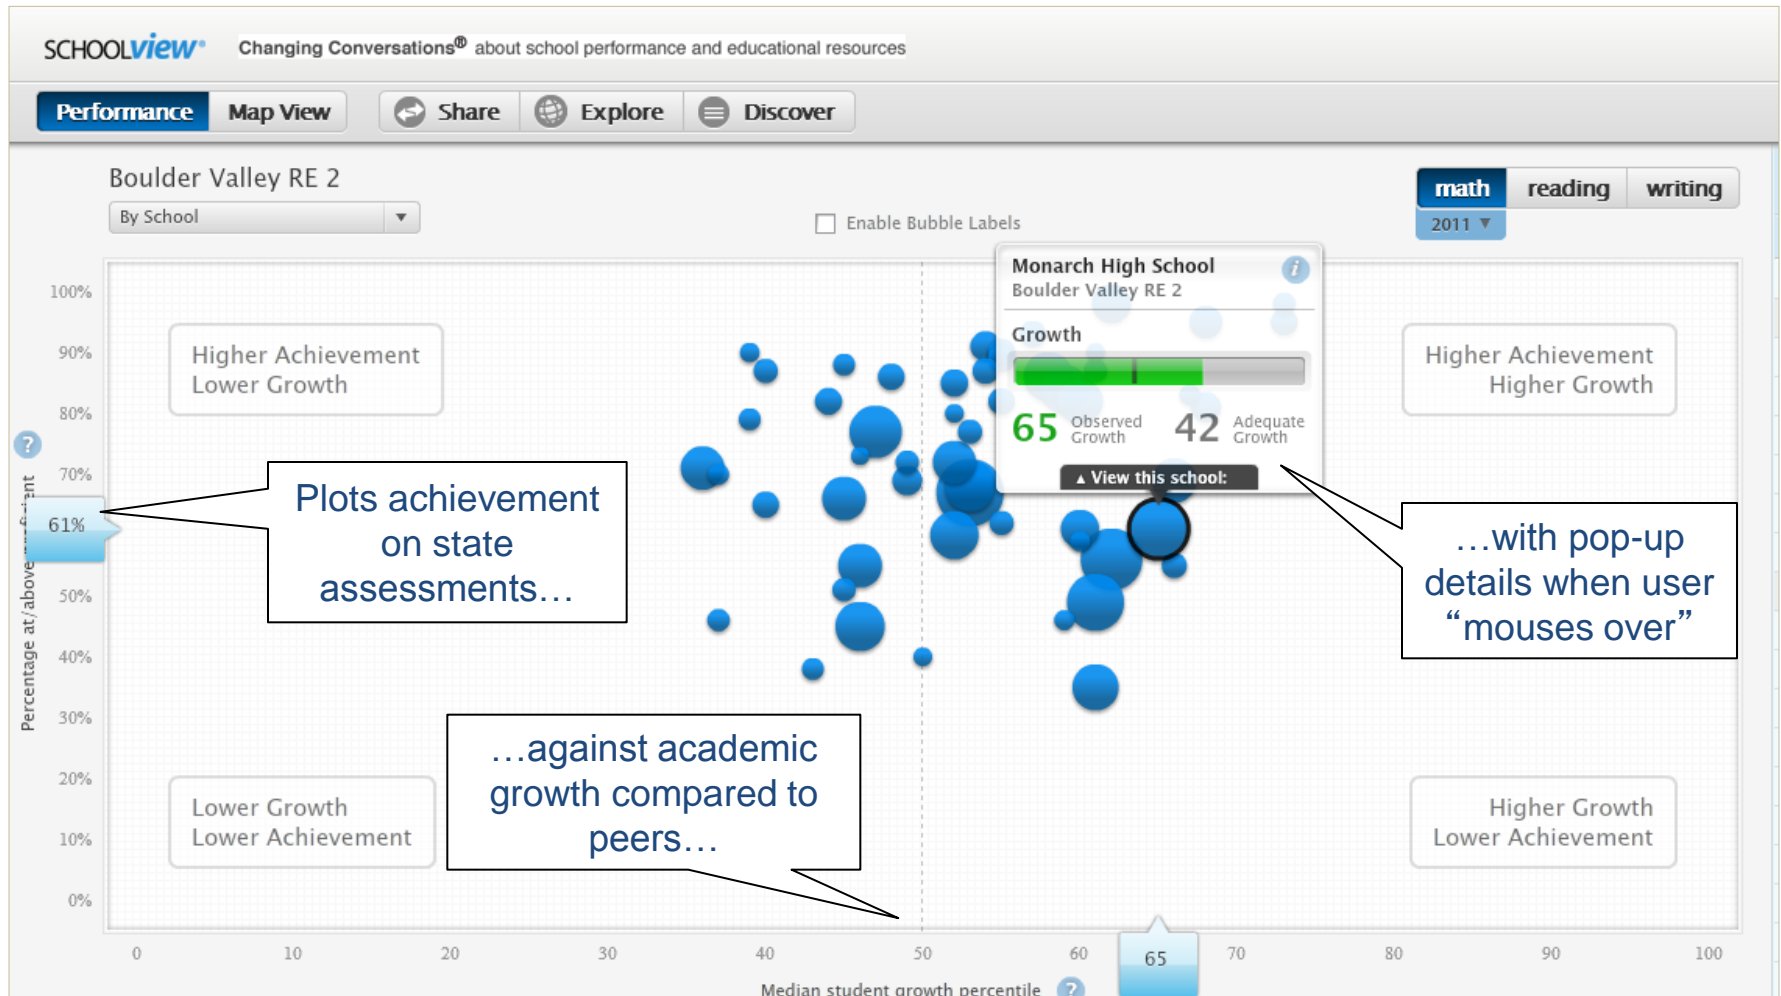 SCHOOLVIEW® Changing Conversations® about school performance and educational resources
Performance Map View Share Explore Discover
Boulder Valley RE 2
By School
Enable Bubble Labels
math reading writing
2011
Monarch High School
Boulder Valley RE 2
Growth
65 Observed Growth 42 Adequate Growth
View this school:
Higher Achievement
Lower Growth
Higher Achievement
Higher Growth
Plots achievement
on state
assessments…
…with pop-up
details when user
“mouses over”
…against academic
growth compared to
peers…
Lower Growth
Lower Achievement
Higher Growth
Lower Achievement
100%
90%
80%
70%
61%
50%
40%
30%
20%
10%
0%
Percentage at/above
0 10 20 30 40 50 60 65 70 80 90 100
Median student growth percentile ?